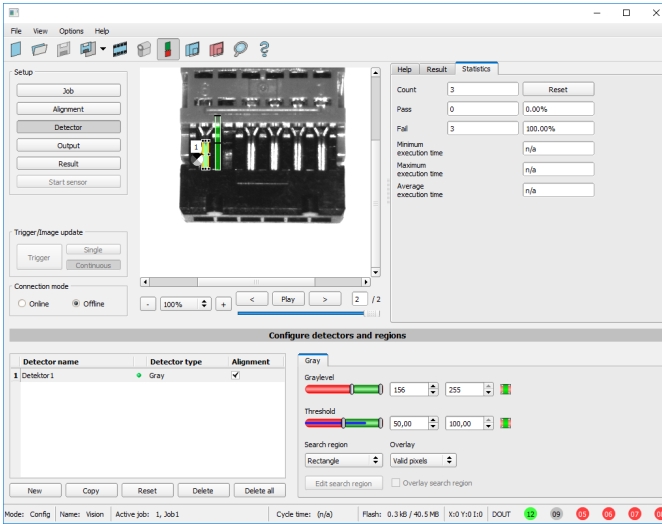 File View Options Help
Setup
Job
Alignment
Detector
Output
Result
Start sensor
Trigger/Image update
Trigger
Single
Continuous
Connection mode
Online Offline
1
- 100% +
< Play > 2 /2
Help Result Statistics
Count 3 Reset
Pass 0 0.00%
Fail 3 100.00%
Minimum
execution time n/a
Maximum
execution time n/a
Average
execution time n/a
Configure detectors and regions
Detector name Detector type Alignment
1 Detektor1 Gray
New Copy Reset Delete Delete all
Gray
Graylevel
156 255
Threshold
50,00 100,00
Search region Overlay
Rectangle Valid pixels
Edit search region Overlay search region
Mode: Config Name: Vision Active job: 1, Job1 Cycle time: (n/a) Flash: 0.3 kB / 40.5 MB X:0 Y:0 I:0 DOUT 12 09 05 06 07